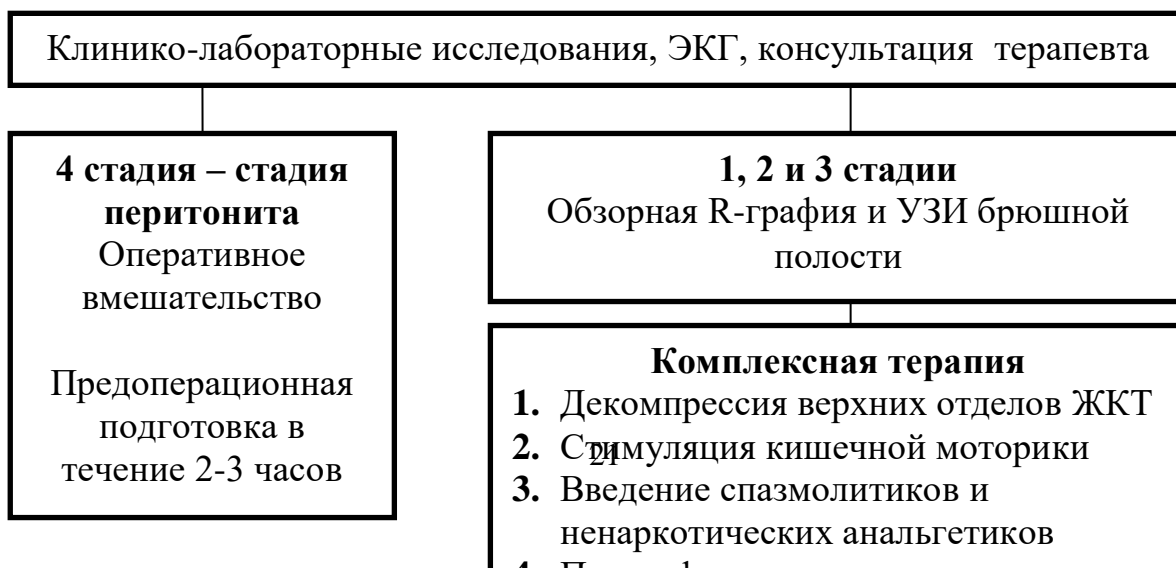 Клинико-лабораторные исследования, ЭКГ, консультация терапевта
4 стадия – стадия
перитонита
Оперативное
вмешательство
Предоперационная
подготовка в
течение 2-3 часов
1, 2 и 3 стадии
Обзорная R-графия и УЗИ брюшной
полости
Комплексная терапия
1. Декомпрессия верхних отделов ЖКТ
2. Стимуляция кишечной моторики
21
3. Введение спазмолитиков и
ненаркотических анальгетиков
4.